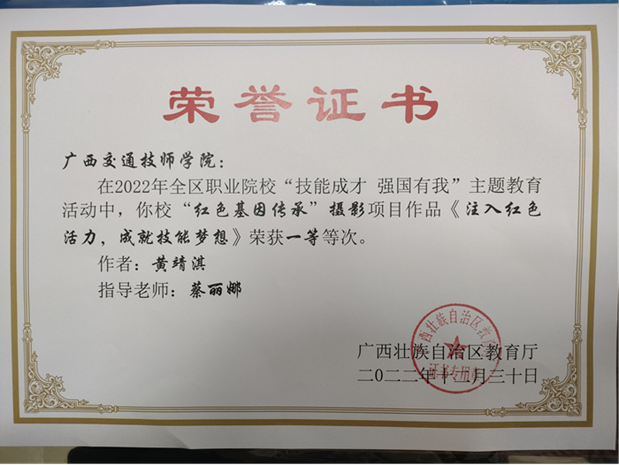 荣誉证书
广西交通技师学院：
在2022年全区职业院校“技能成才 强国有我”主题教育
活动中，你校“红色基因传承”摄影项目作品《注入红色
活力，成就技能梦想》荣获一等等次。
作者：黄靖淇
指导老师：蔡丽娜
广西壮族自治区教育厅
二〇二二年十二月三十日